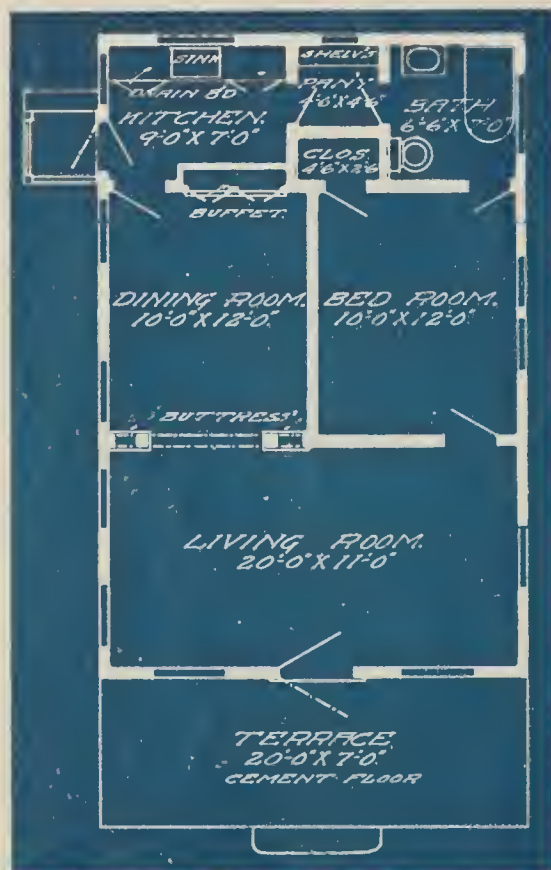 SINK
SHELV'S
DRAIN B'D
PAN'Y
4'-6"X4'-6"
BATH
6'-6"X7'-0"
KITCHEN.
9'-0"X7'-0"
CLOS.
4'-6"X2'-6"
BUFFET.
DINING ROOM.
10'-0"X12'-0"
BED ROOM.
10'-0"X12'-0"
BUTTRESS
LIVING ROOM.
20'-0"X11'-0"
TERRACE
20'-0"X7'-0"
CEMENT FLOOR